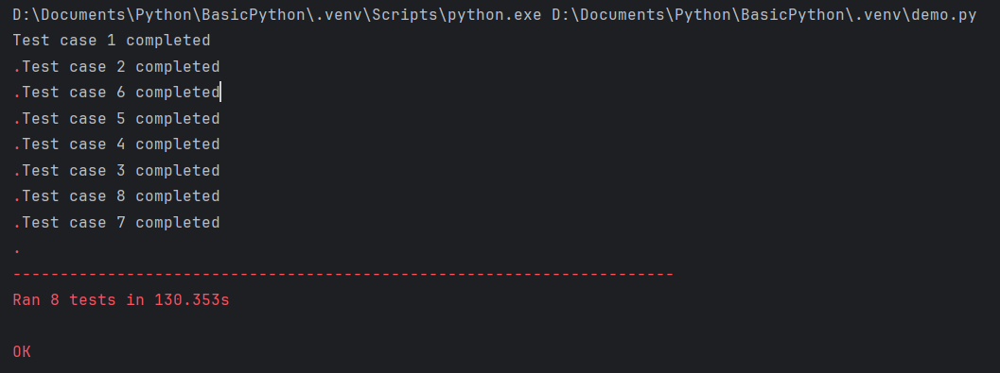 D:\Documents\Python\BasicPython\.venv\Scripts\python.exe D:\Documents\Python\BasicPython\.venv\demo.py
Test case 1 completed
.Test case 2 completed
.Test case 6 completed
.Test case 5 completed
.Test case 4 completed
.Test case 3 completed
.Test case 8 completed
.Test case 7 completed
.
----------------------------------------------------------------------
Ran 8 tests in 130.353s
OK